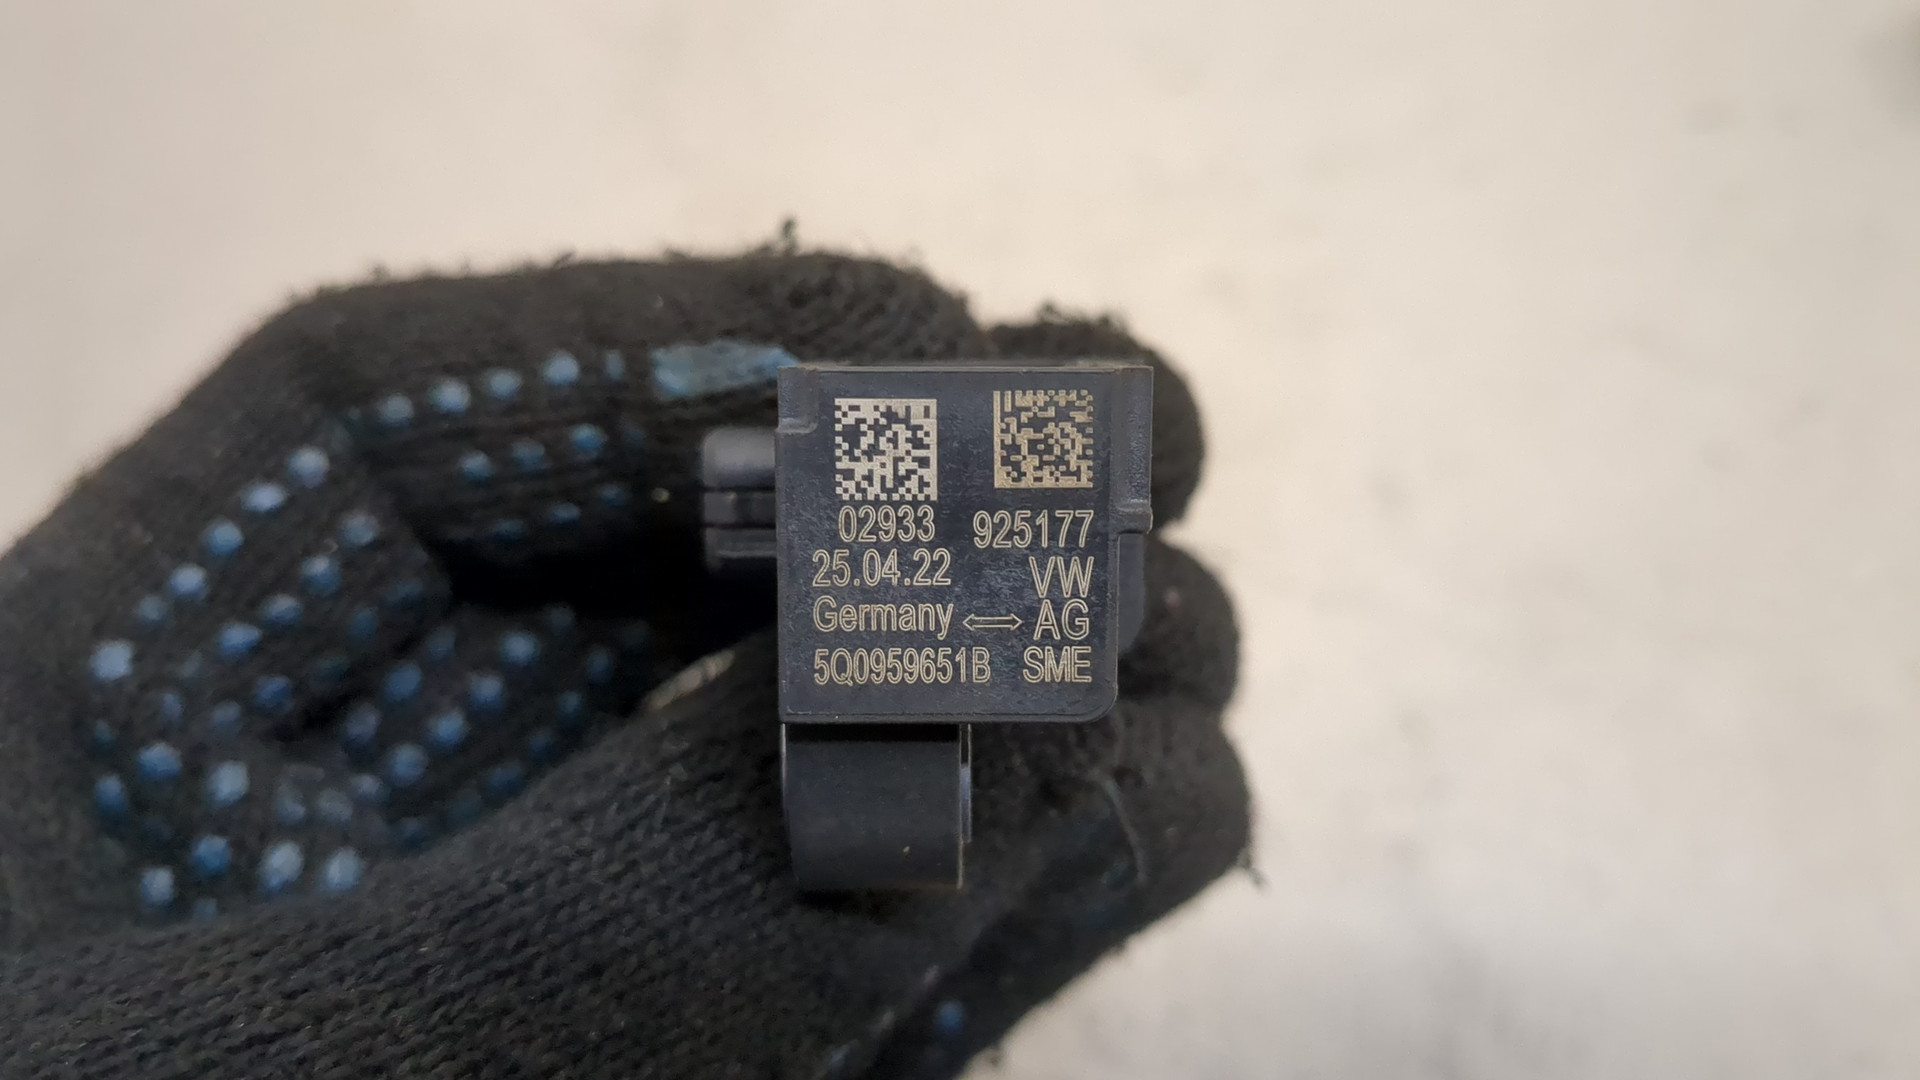 02933 925177
25.04.22 VW
Germany ⟺ AG
5Q0959651B SME